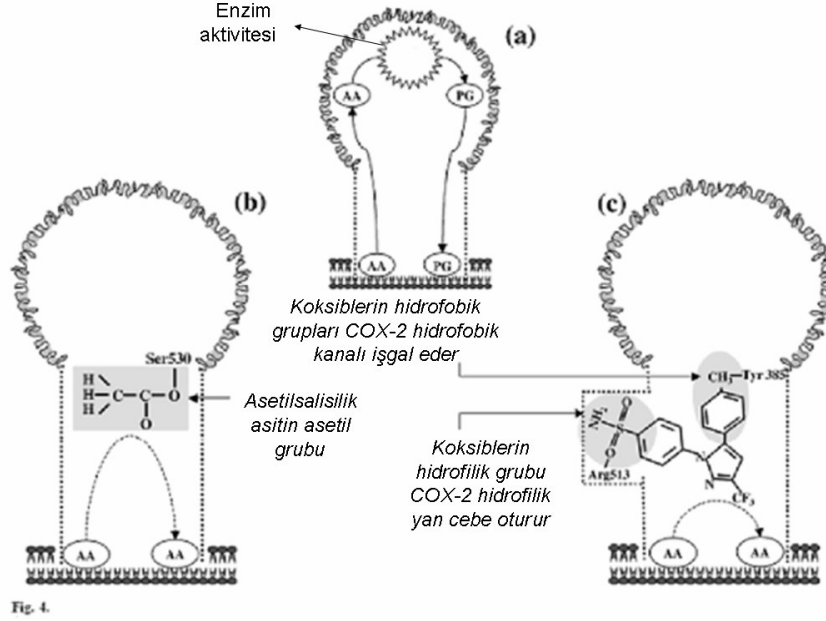 Enzim
aktivitesi
(a)
AA
PG
AA
PG
(b)
Ser530
H
H
H
C
C
O
O
Asetilsalisilik
asitin asetil
grubu
AA
AA
Koksiblerin hidrofobik
grupları COX-2 hidrofobik
kanalı işgal eder
(c)
CH₃
Tyr 385
NH₂
O
S
O
Arg513
N
N
CF₃
Koksiblerin
hidrofilik grubu
COX-2 hidrofilik
yan cebe oturur
AA
AA
Fig. 4.